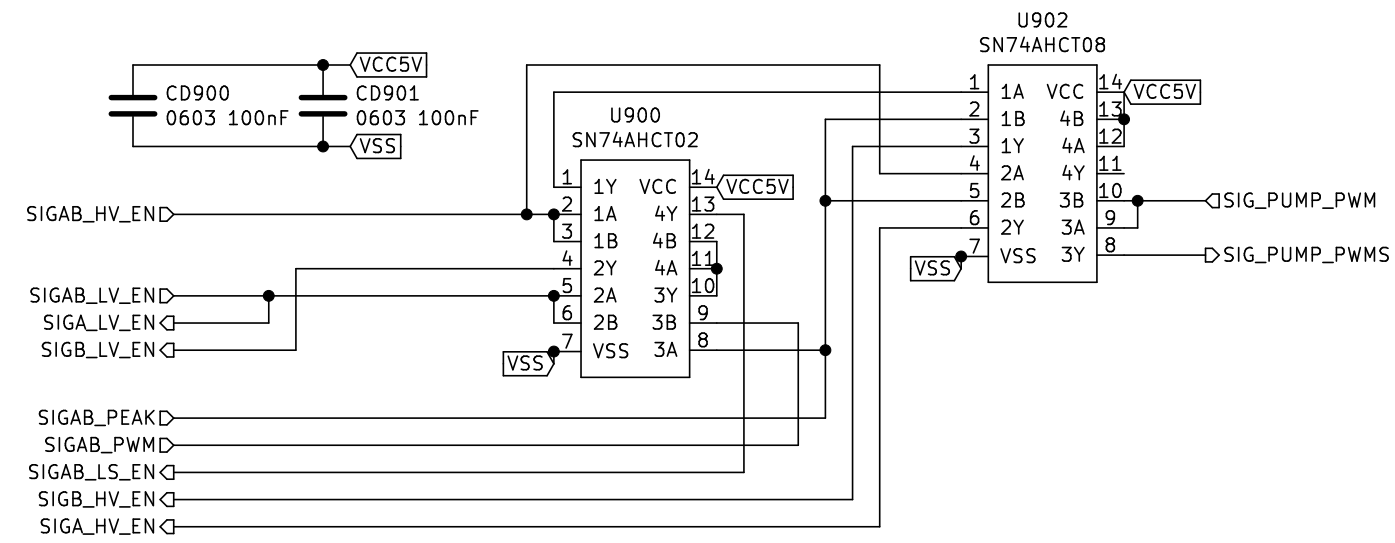 U902
SN74AHCT08
VCC5V
CD900
0603 100nF
CD901
0603 100nF
VSS
U900
SN74AHCT02
1 1A VCC 14 VCC5V
2 1B 4B 13
3 1Y 4A 12
4 2A 4Y 11
5 2B 3B 10 SIG_PUMP_PWM
6 2Y 3A 9
7 VSS 3Y 8 SIG_PUMP_PWMS
VSS
1 1Y VCC 14 VCC5V
SIGAB_HV_EN 2 1A 4Y 13
3 1B 4B 12
4 2Y 4A 11
SIGAB_LV_EN 5 2A 3Y 10
SIGA_LV_EN 6 2B 3B 9
SIGB_LV_EN 7 VSS 3A 8
VSS
SIGAB_PEAK
SIGAB_PWM
SIGAB_LS_EN
SIGB_HV_EN
SIGA_HV_EN